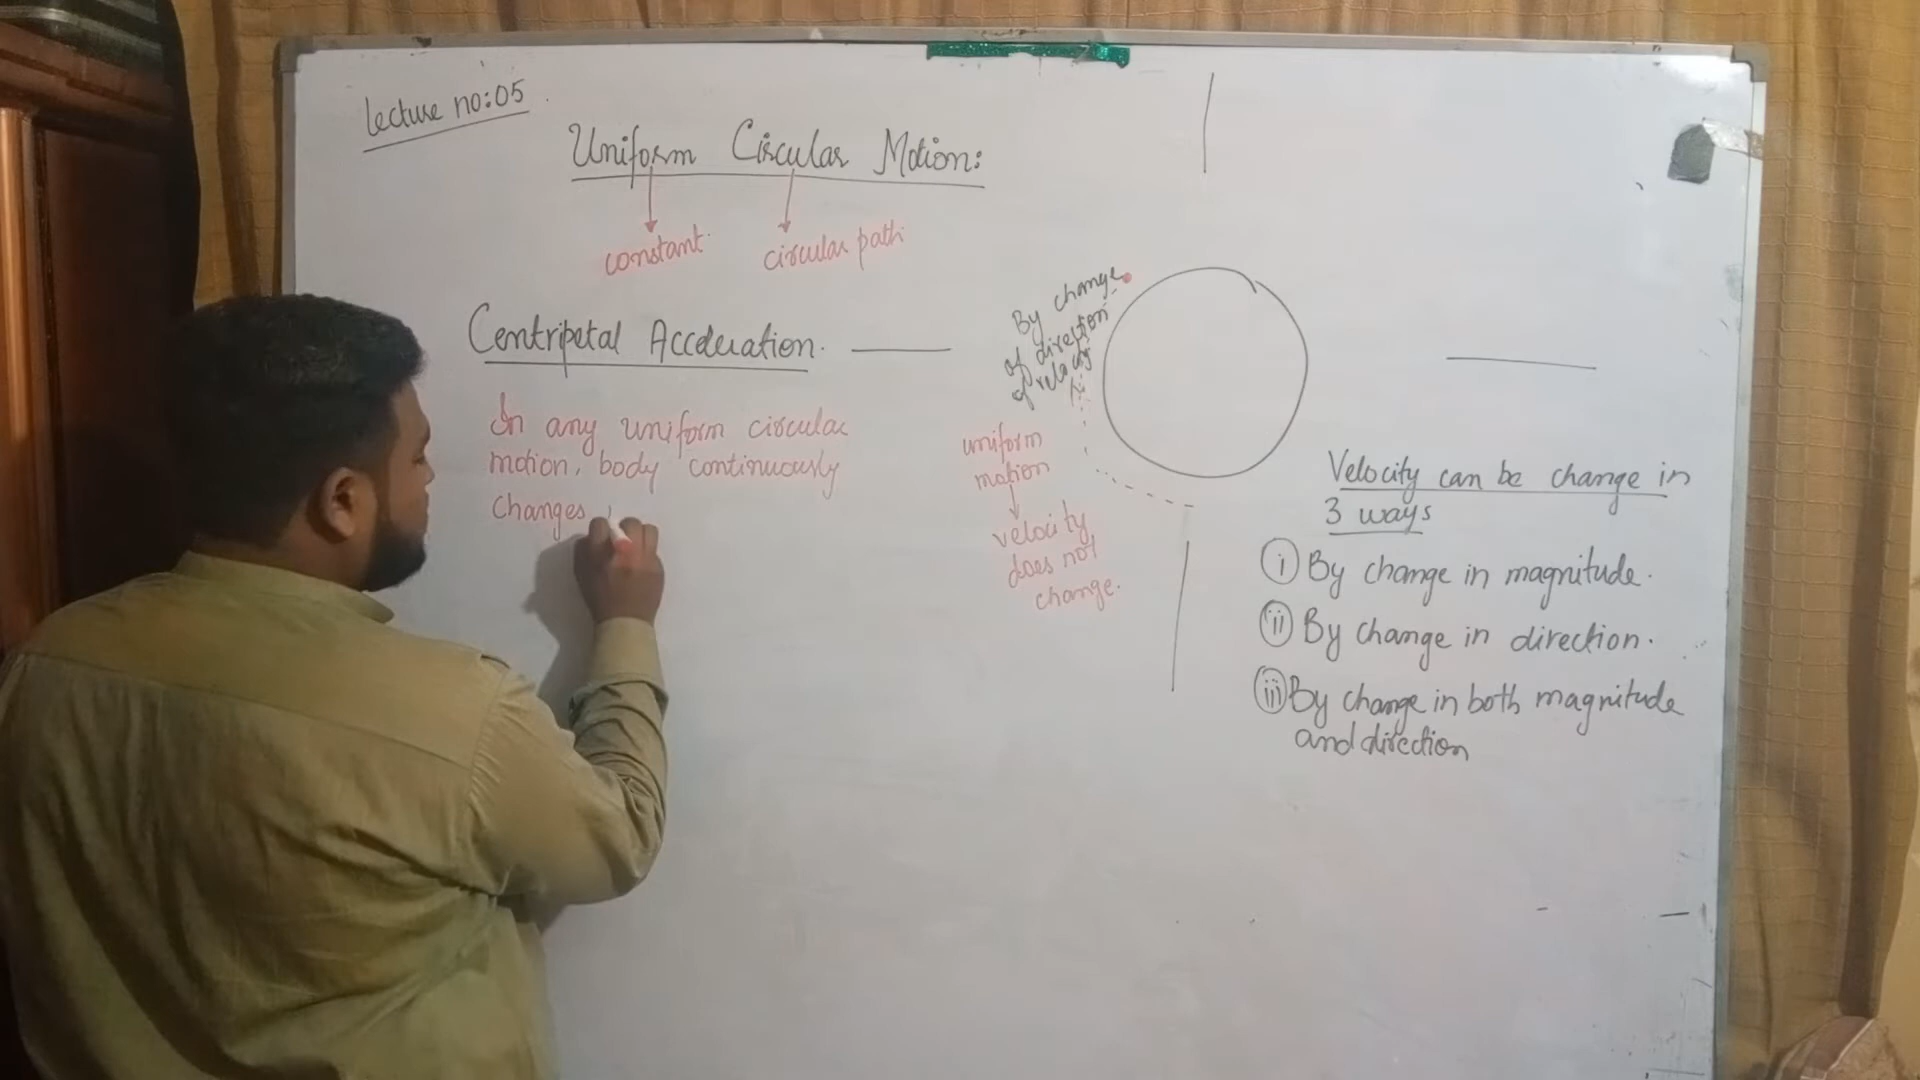 Lecture no:05
Uniform Circular Motion:
constant
circular path
Centripetal Acceleration.
In any uniform circular
motion, body continuously
changes
By change
of direction
of velocity
uniform
motion
velocity
does not
change.
Velocity can be change in
3 ways
(i) By change in magnitude.
(ii) By change in direction.
(iii) By change in both magnitude
and direction